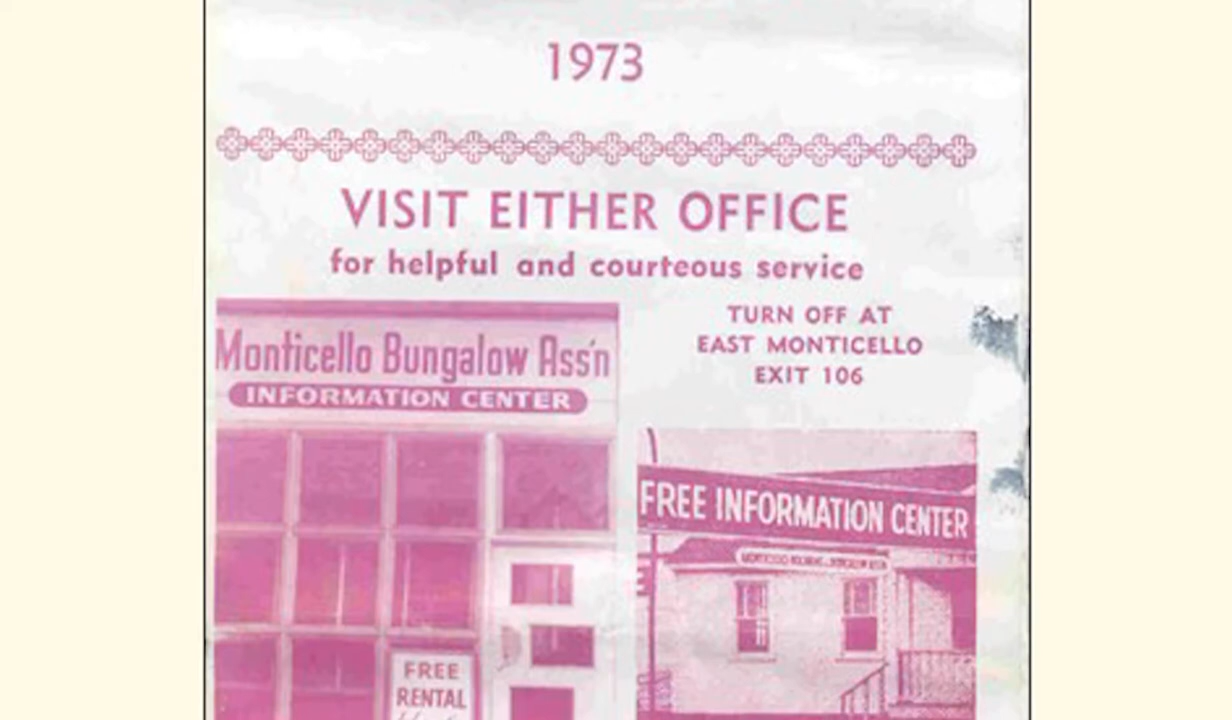 1973
VISIT EITHER OFFICE
for helpful and courteous service
TURN OFF AT
EAST MONTICELLO
EXIT 106
Monticello Bungalow Ass'n
INFORMATION CENTER
FREE INFORMATION CENTER
FREE
RENTAL